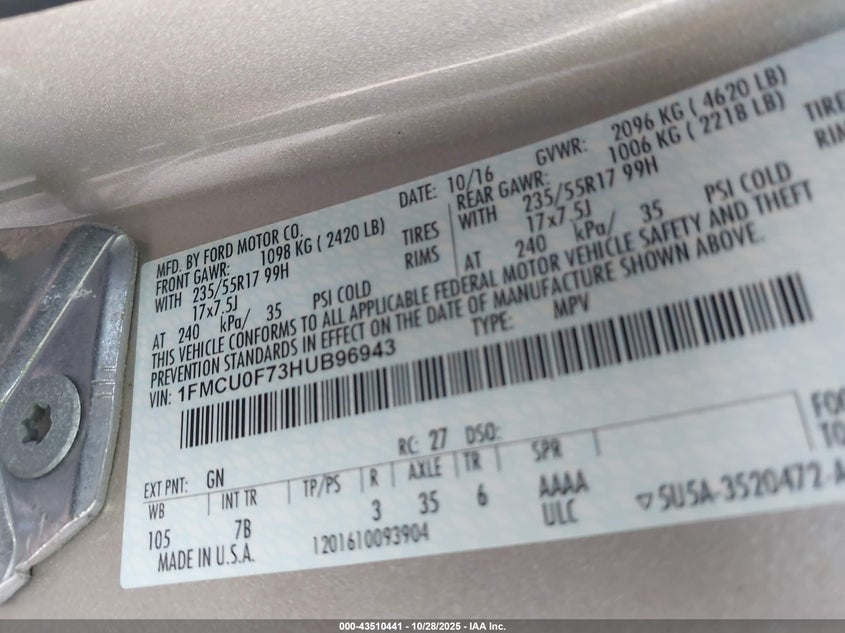 MFD. BY FORD MOTOR CO.
DATE: 10/16
GVWR: 2096 KG ( 4620 LB)
FRONT GAWR: 1098 KG ( 2420 LB)
REAR GAWR: 1006 KG ( 2218 LB)
WITH 235/55R17 99H TIRES
WITH 235/55R17 99H TIRES
17x7.5J RIMS
17x7.5J RIMS
AT 240 kPa/ 35 PSI COLD
AT 240 kPa/ 35 PSI COLD
THIS VEHICLE CONFORMS TO ALL APPLICABLE FEDERAL MOTOR VEHICLE SAFETY AND THEFT
PREVENTION STANDARDS IN EFFECT ON THE DATE OF MANUFACTURE SHOWN ABOVE.
VIN: 1FMCU0F73HUB96943
TYPE: MPV
EXT PNT: GN RC: 27 DSO:
WB INT TR TP/PS R AXLE TR SPR
105 7B 3 35 6 AAAA
ULC
MADE IN U.S.A. 1201610093904
5U5A-3520472-A
000-43510441 | 10/28/2025 | IAA Inc.